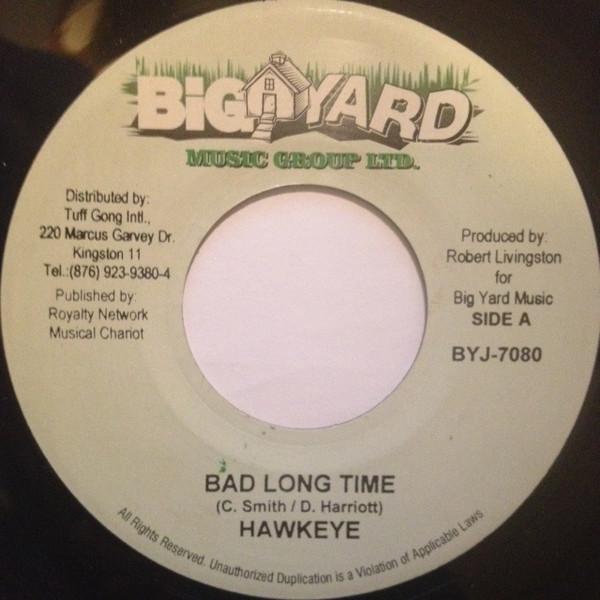 BiG YARD
MUSIC GROUP LTD.
Distributed by:
Tuff Gong Intl.,
220 Marcus Garvey Dr.
Kingston 11
Tel.:(876) 923-9380-4
Published by:
Royalty Network
Musical Chariot
Produced by:
Robert Livingston
for
Big Yard Music
SIDE A
BYJ-7080
BAD LONG TIME
(C. Smith / D. Harriott)
HAWKEYE
All Rights Reserved. Unauthorized Duplication is a Violation of Applicable Laws